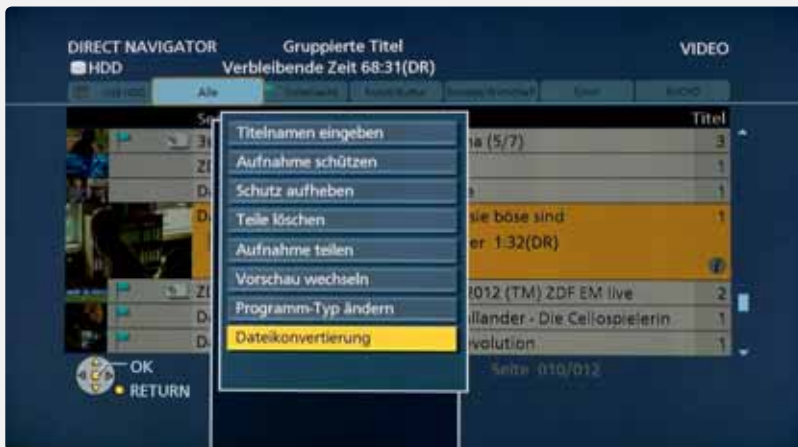 DIRECT NAVIGATOR Gruppierte Titel VIDEO
HDD Verbleibende Zeit 68:31(DR)
Alle
Titel
Titelnamen eingeben
na (5/7) 3
Aufnahme schützen
1
Schutz aufheben
1
Teile löschen
sie böse sind 1
Aufnahme teilen
er 1:32(DR)
Vorschau wechseln
2012 (TM) ZDF EM live 2
Programm-Typ ändern
llander - Die Cellospielerin 1
Dateikonvertierung
evolution 1
OK
Seite 010/012
RETURN